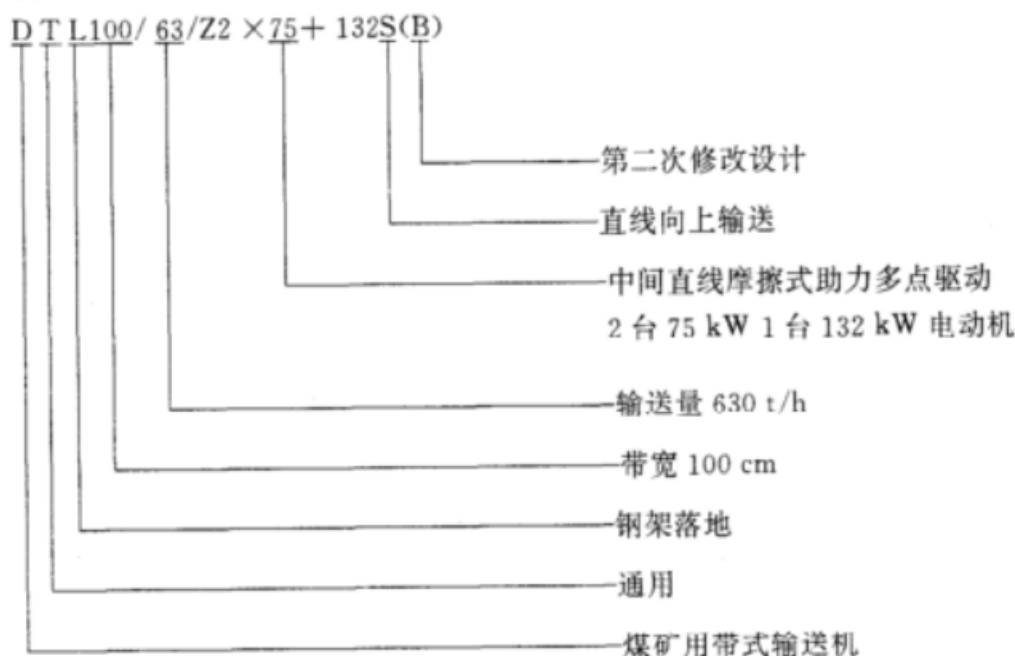 DTL100/63/Z2×75+132S(B)
第二次修改设计
直线向上输送
中间直线摩擦式助力多点驱动
2台75 kW 1台132 kW 电动机
输送量 630 t/h
带宽 100 cm
钢架落地
通用
煤矿用带式输送机